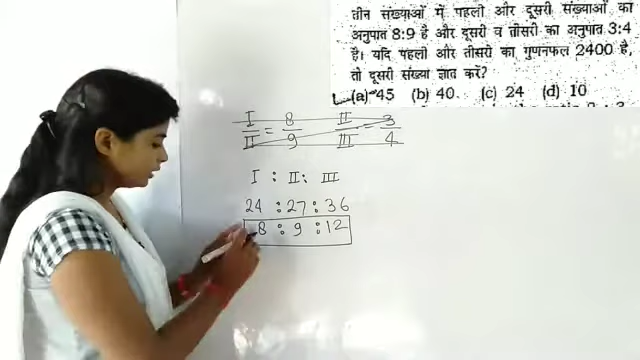 तीन संख्याओं में पहली और दूसरी संख्याओं का
अनुपात 8:9 है और दूसरी व तीसरी का अनुपात 3:4
है। यदि पहली और तीसरी का गुणनफल 2400 है,
तो दूसरी संख्या ज्ञात करें?
(a) 45 (b) 40 (c) 24 (d) 10
I/II = 8/9 II/III = 3/4
I : II : III
24 : 27 : 36
8 : 9 : 12